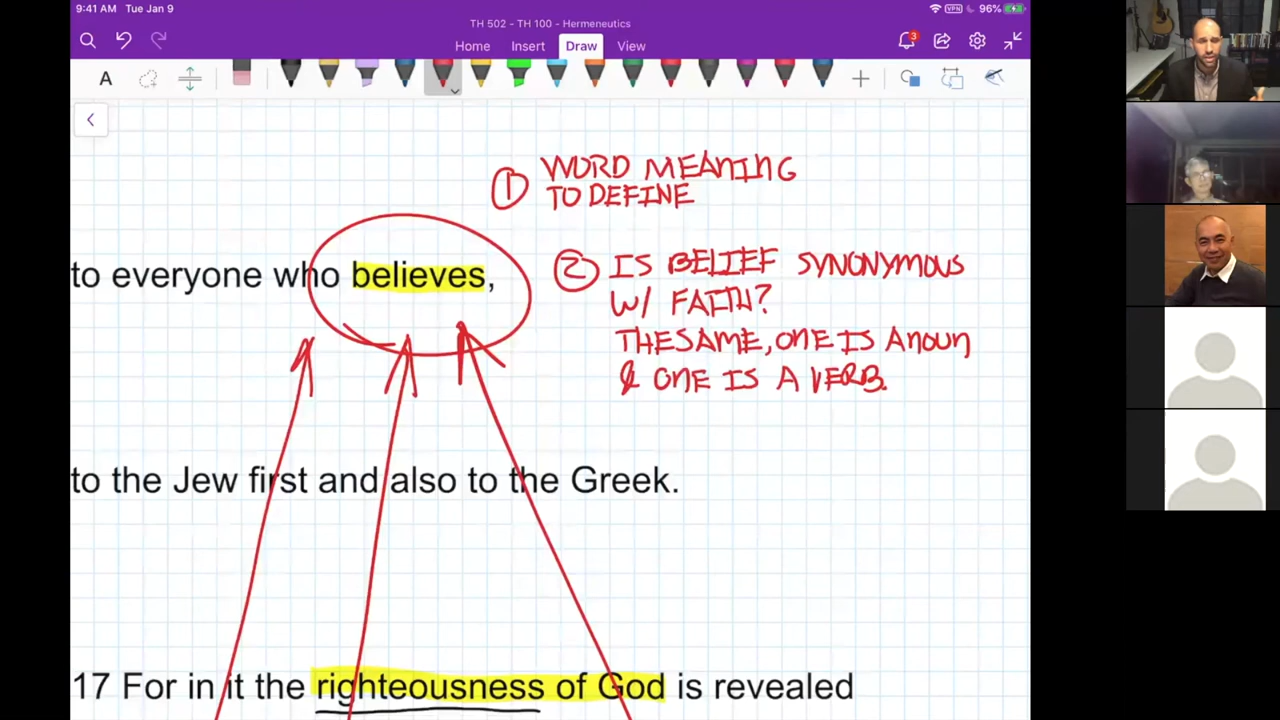 9:41 AM Tue Jan 9
VPN 96%
TH 502 - TH 100 - Hermeneutics
Home Insert Draw View
3
A
① WORD MEANING
TO DEFINE
to everyone who believes,
② IS BELIEF SYNONYMOUS
W/ FAITH?
THE SAME, ONE IS A NOUN
& ONE IS A VERB.
to the Jew first and also to the Greek.
17 For in it the righteousness of God is revealed